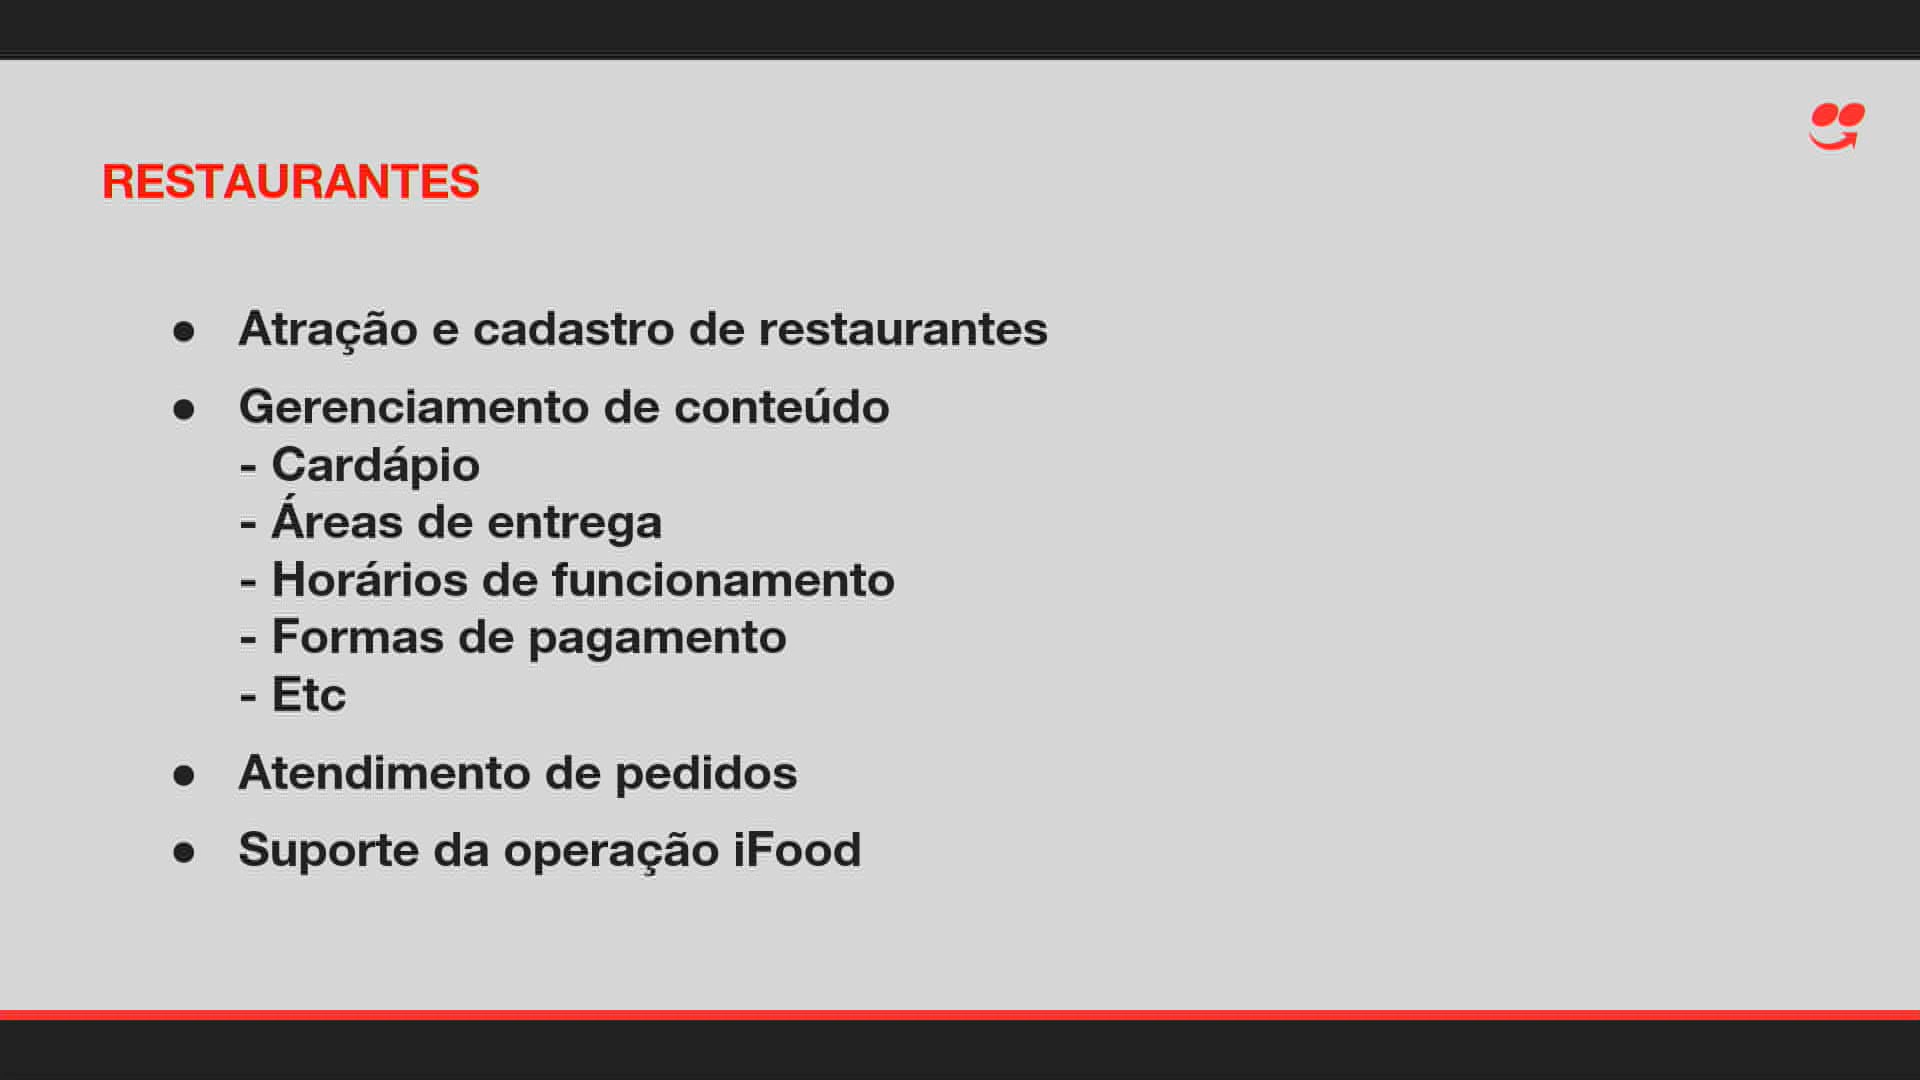 RESTAURANTES
● Atração e cadastro de restaurantes
● Gerenciamento de conteúdo
- Cardápio
- Áreas de entrega
- Horários de funcionamento
- Formas de pagamento
- Etc
● Atendimento de pedidos
● Suporte da operação iFood